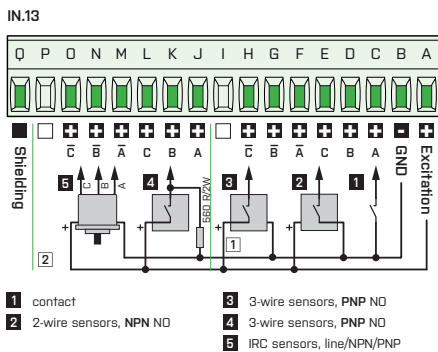 IN.13
Q P O N M L K J I H G F E D C B A
C̅ B̅ A̅ C B A C̅ B̅ A̅ C B A GND Excitation
Shielding
5 C B A 4 560 R/2W 3 2 1
+ + + +
1
2
1 contact
2 2-wire sensors, NPN NO
3 3-wire sensors, PNP NO
4 3-wire sensors, PNP NO
5 IRC sensors, line/NPN/PNP